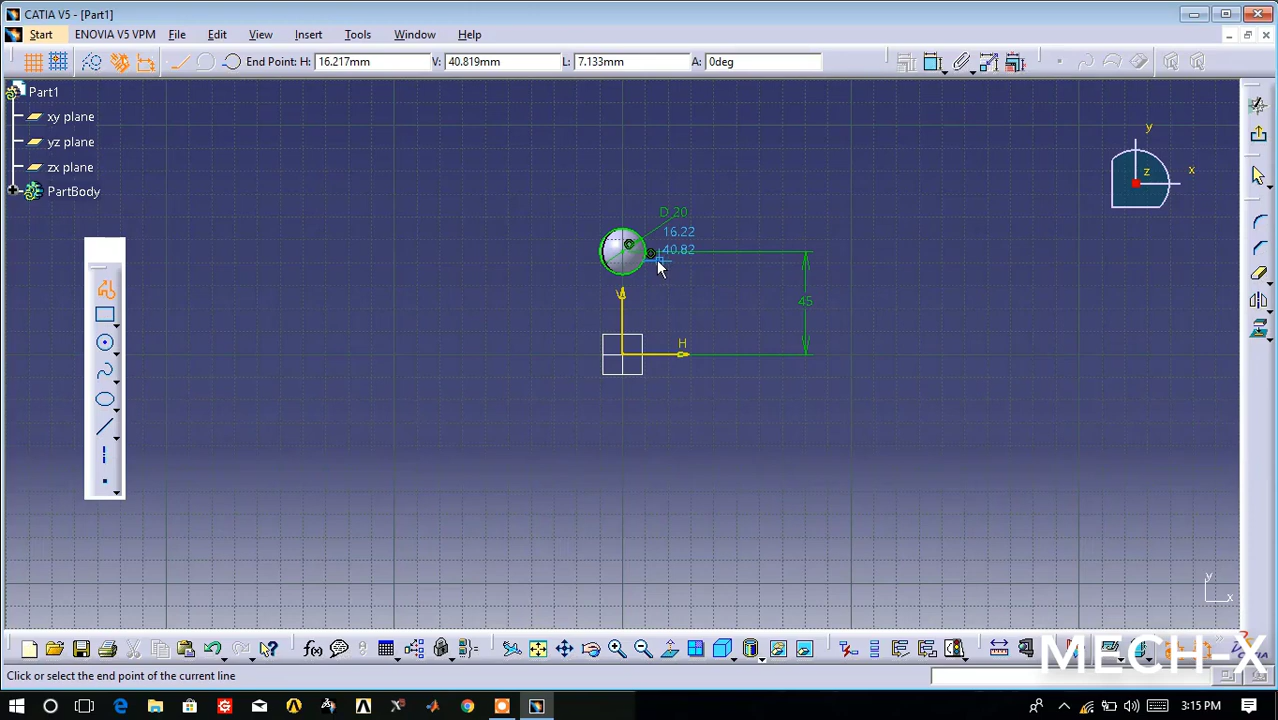 CATIA V5 - [Part1]
Start ENOVIA V5 VPM File Edit View Insert Tools Window Help
End Point: H: 16.217mm V: 40.819mm L: 7.133mm A: 0deg
Part1
xy plane
yz plane
zx plane
PartBody
y
x
z
D 20
16.22
40.82
45
V
H
y
x
f(x)
MECH-X
Click or select the end point of the current line
3:15 PM